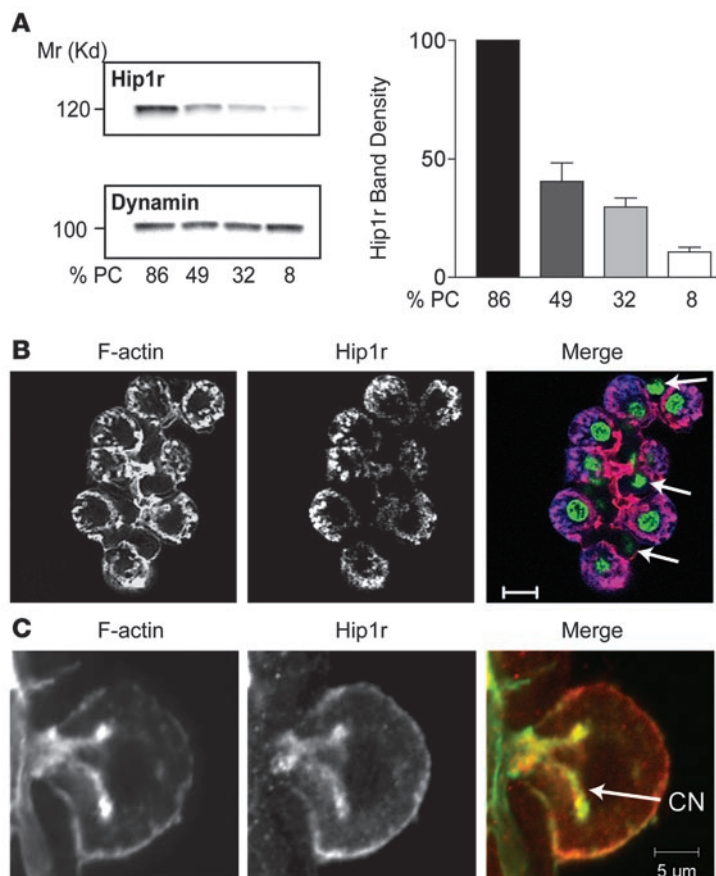 A
Mr (Kd)
Hip1r
120
Dynamin
100
% PC 86 49 32 8
Hip1r Band Density
100
50
0
% PC 86 49 32 8
B
F-actin Hip1r Merge
C
F-actin Hip1r Merge
CN
5 µm